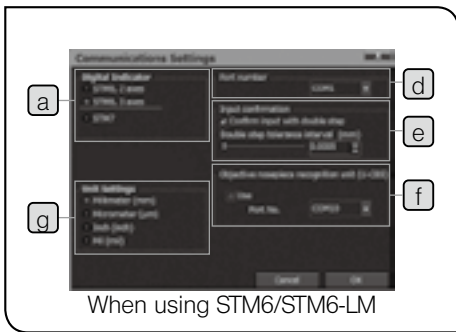 Communications Settings
a
Digital Indicator
STM6, 2 axes
STM6, 3 axes
STM7
Port number
COM1
d
Input confirmation
Confirm input with double step
Double step tolerance interval (mm)
0
0.0000
e
Objective nosepiece recognition unit
Use
Port No.
f
g
Unit Settings
Millimeter (mm)
Micrometer (μm)
Inch (inch)
Mil (mil)
Cancel
OK
When using STM6/STM6-LM